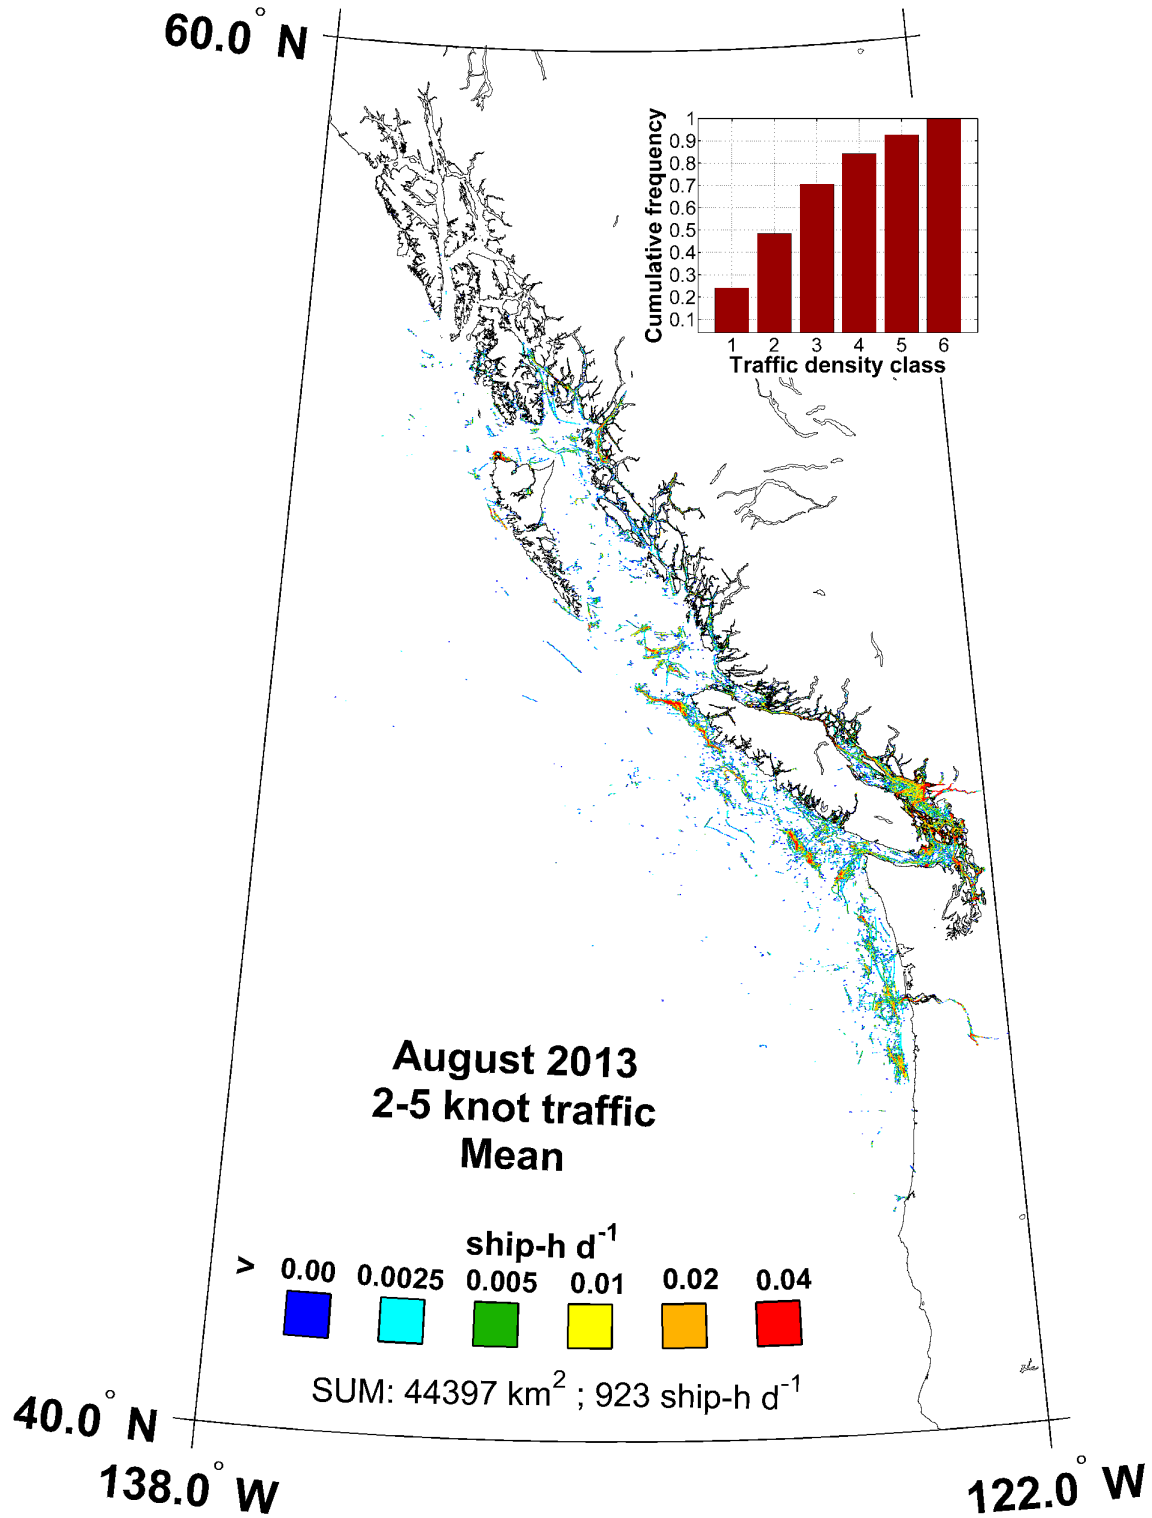 60.0° N
Cumulative frequency
1
0.9
0.8
0.7
0.6
0.5
0.4
0.3
0.2
0.1
1 2 3 4 5 6
Traffic density class
August 2013
2-5 knot traffic
Mean
ship-h d⁻¹
> 0.00 0.0025 0.005 0.01 0.02 0.04
SUM: 44397 km² ; 923 ship-h d⁻¹
40.0° N
138.0° W
122.0° W